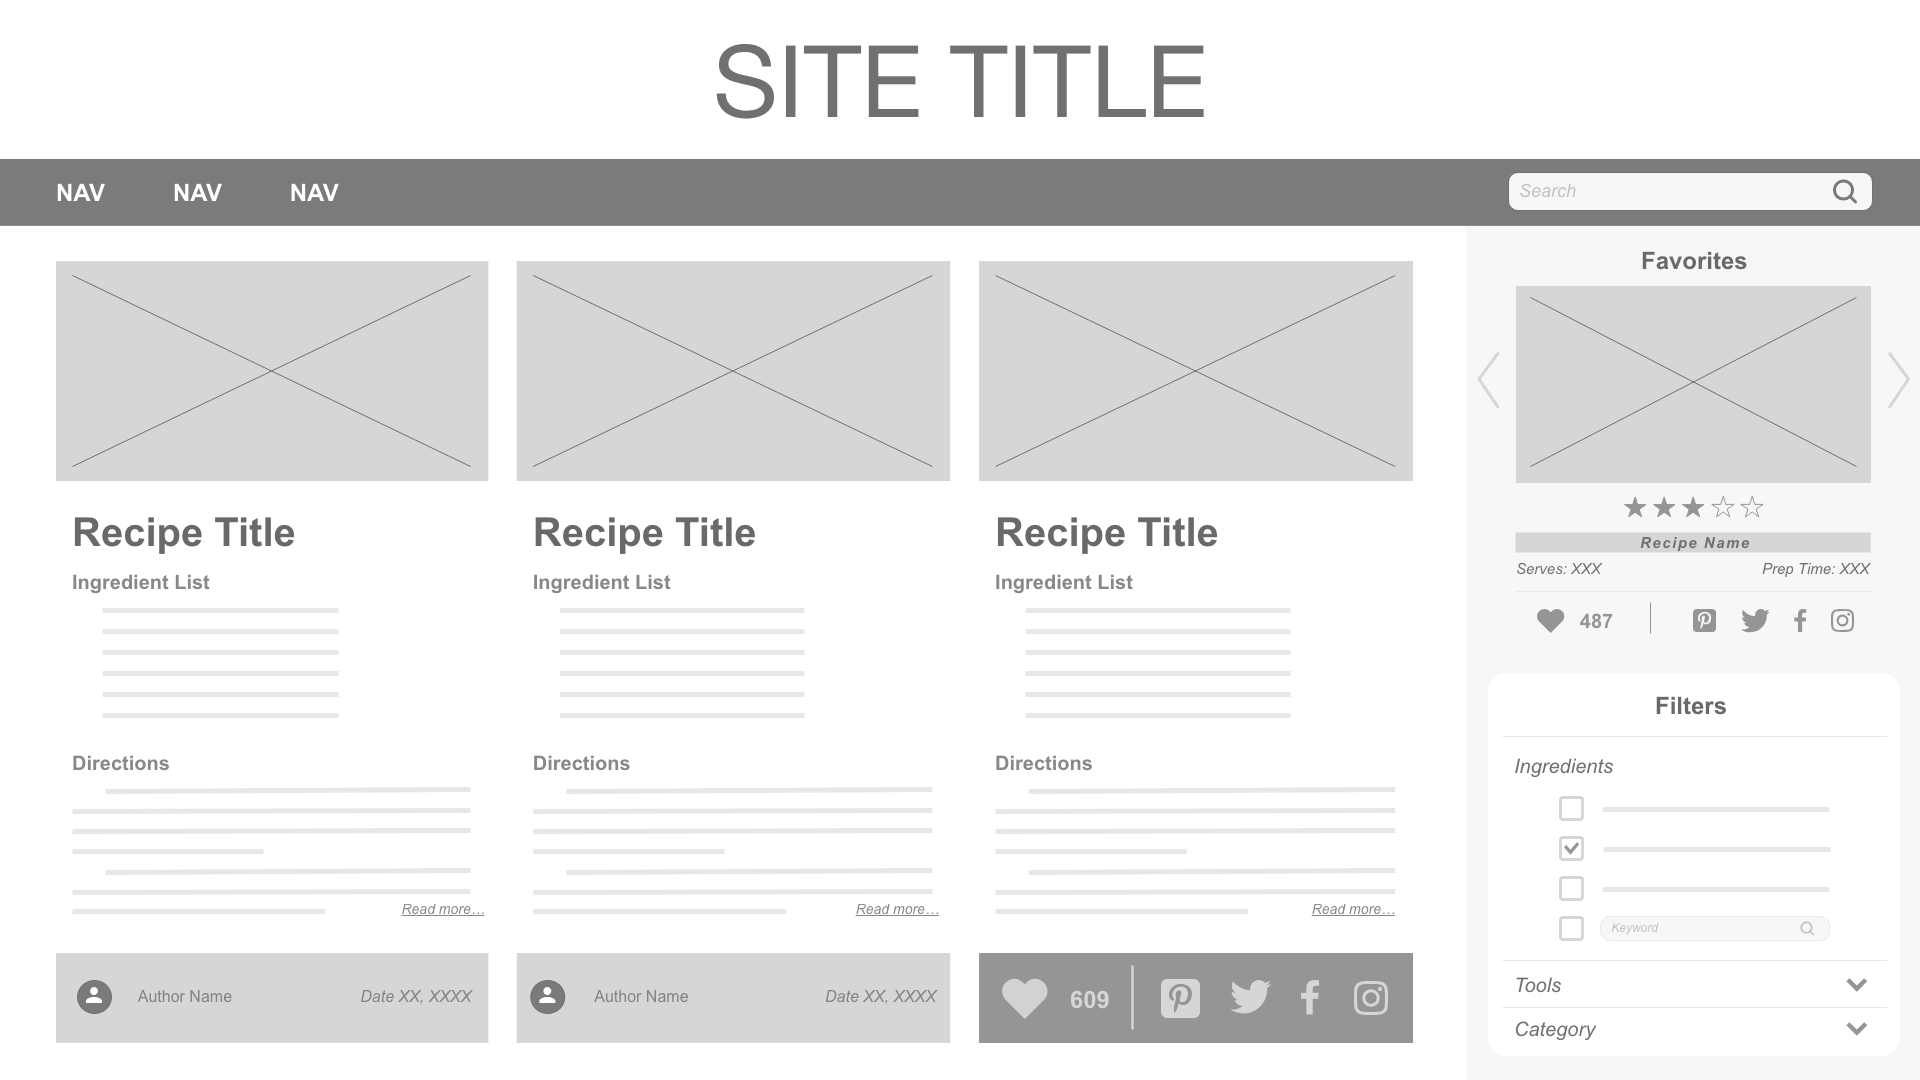 SITE TITLE
NAV NAV NAV Search
Recipe Title
Ingredient List
Directions
Read more...
Author Name Date XX, XXXX
Recipe Title
Ingredient List
Directions
Read more...
Author Name Date XX, XXXX
Recipe Title
Ingredient List
Directions
Read more...
609
Favorites
Recipe Name
Serves: XXX Prep Time: XXX
487
Filters
Ingredients
Keyword
Tools
Category